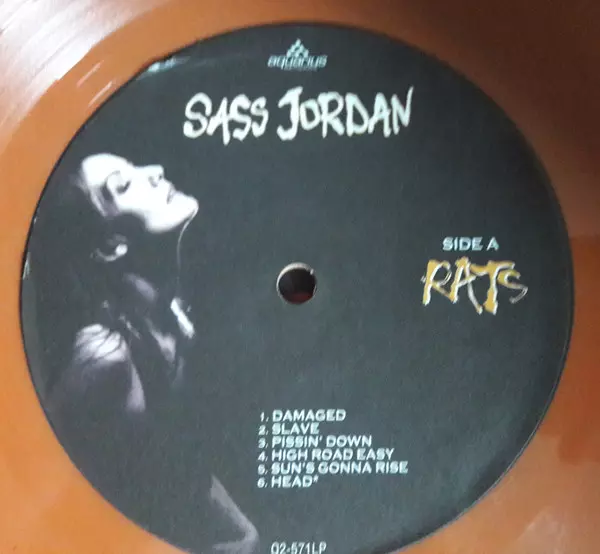 aquarius
SASS JORDAN
SIDE A
RATS
1. DAMAGED
2. SLAVE
3. PISSIN' DOWN
4. HIGH ROAD EASY
5. SUN'S GONNA RISE
6. HEAD*
Q2-571LP